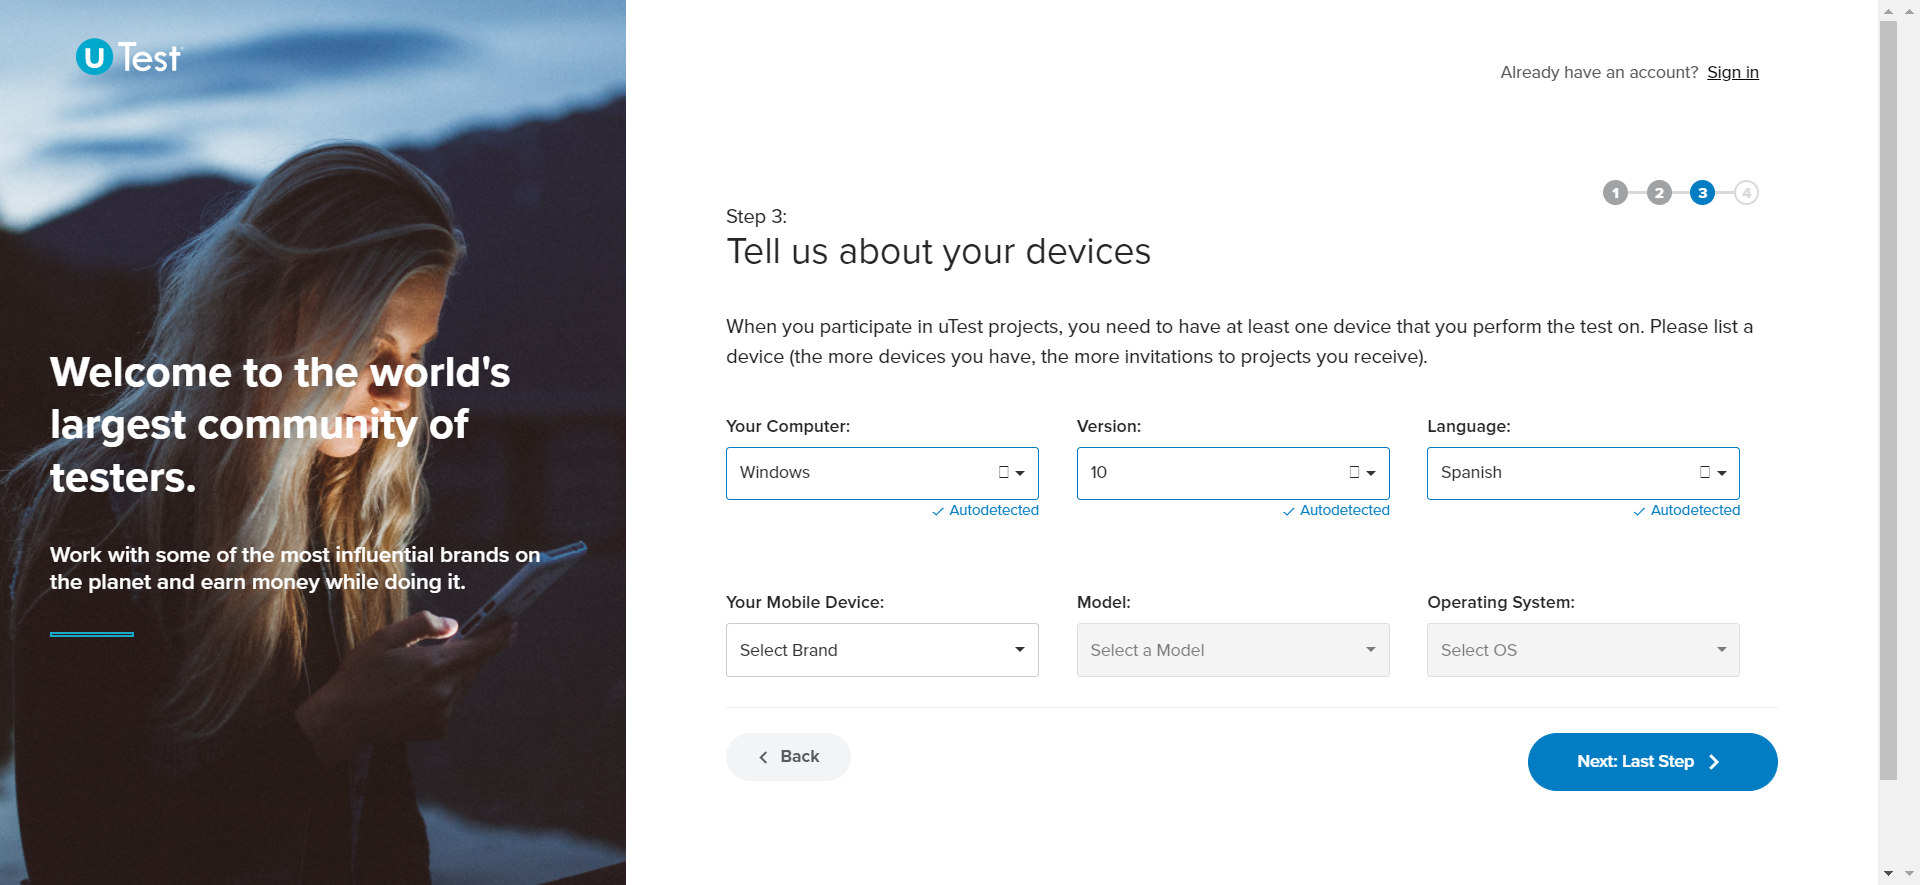 U Test
Already have an account? Sign in
1 2 3 4
Step 3:
Tell us about your devices
When you participate in uTest projects, you need to have at least one device that you perform the test on. Please list a
device (the more devices you have, the more invitations to projects you receive).
Your Computer: Version: Language:
Windows 10 Spanish
Autodetected Autodetected Autodetected
Your Mobile Device: Model: Operating System:
Select Brand Select a Model Select OS
Back Next: Last Step
Welcome to the world's
largest community of
testers.
Work with some of the most influential brands on
the planet and earn money while doing it.